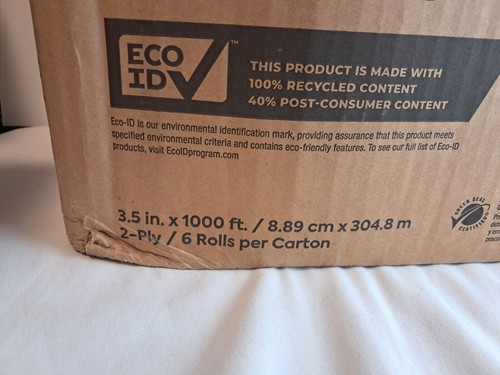 ECO
ID
™
THIS PRODUCT IS MADE WITH
100% RECYCLED CONTENT
40% POST-CONSUMER CONTENT
Eco-ID is our environmental identification mark, providing assurance that this product meets
specified environmental criteria and contains eco-friendly features. To see our full list of Eco-ID
products, visit EcoIDprogram.com
3.5 in. x 1000 ft. / 8.89 cm x 304.8 m
2-Ply / 6 Rolls per Carton
GREEN SEAL
CERTIFIED